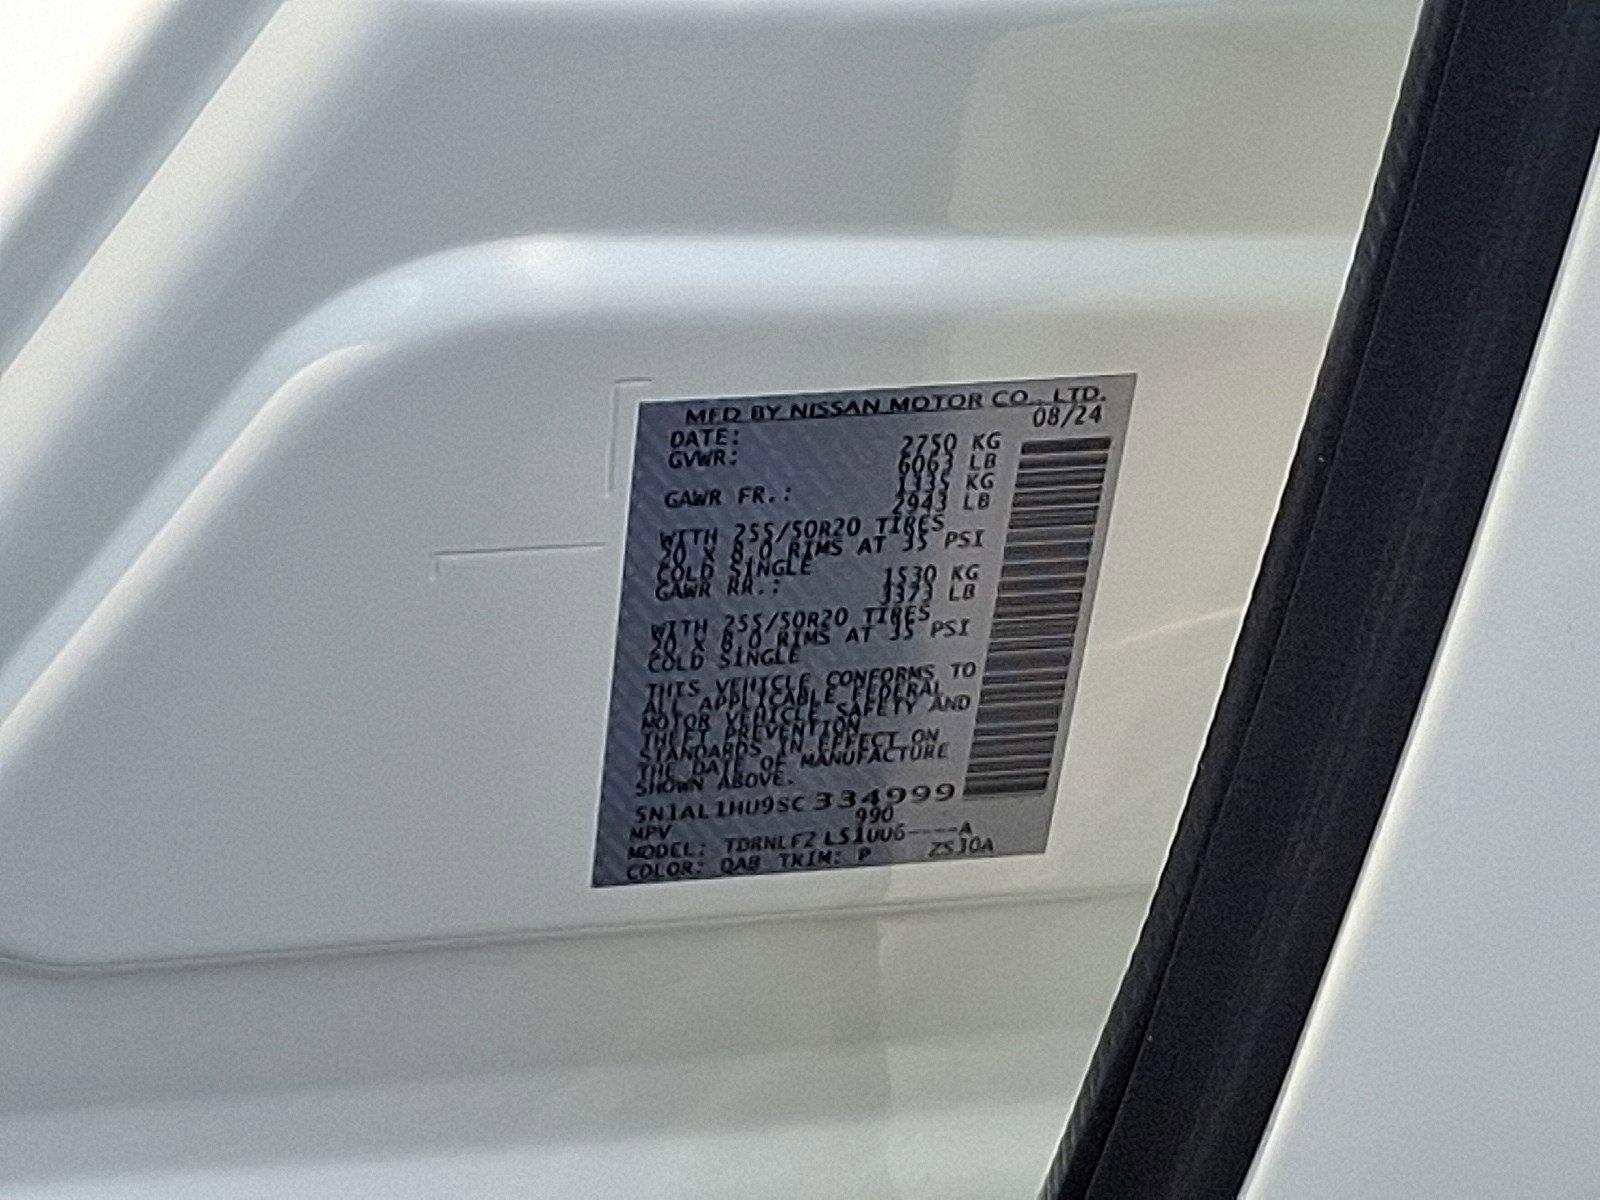 MFD BY NISSAN MOTOR CO., LTD.
DATE: 08/24
GVWR: 2750 KG
6063 LB
GAWR FR.: 1335 KG
2943 LB
WITH 255/50R20 TIRES
20 X 8.0 RIMS AT 35 PSI
COLD SINGLE
GAWR RR.: 1530 KG
3373 LB
WITH 255/50R20 TIRES
20 X 8.0 RIMS AT 35 PSI
COLD SINGLE
THIS VEHICLE CONFORMS TO
ALL APPLICABLE FEDERAL
MOTOR VEHICLE SAFETY AND
THEFT PREVENTION
STANDARDS IN EFFECT ON
THE DATE OF MANUFACTURE
SHOWN ABOVE.
5N1AL1HU9SC334999
MPV 990
MODEL: TDRNLF2 LS1UU6----A
COLOR: QAB TRIM: P ZSJ0A